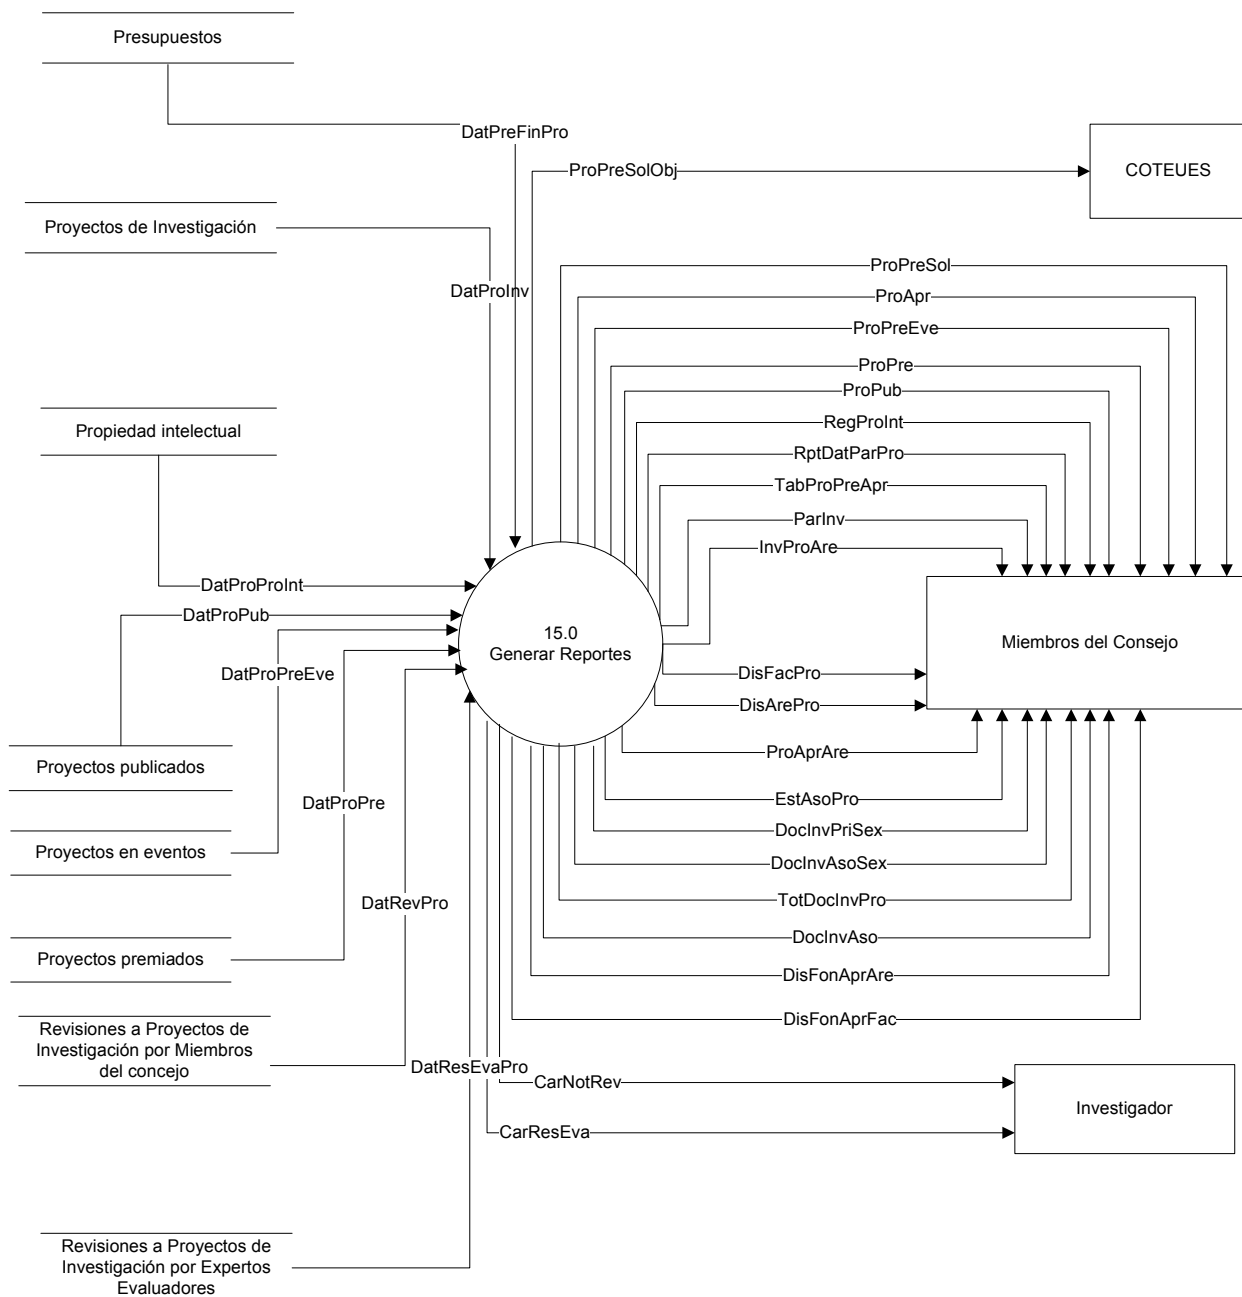 Presupuestos
DatPreFinPro
ProPreSolObj
COTEUES
Proyectos de Investigación
DatProInv
ProPreSol
ProApr
ProPreEve
ProPre
ProPub
RegProInt
RptDatParPro
TabProPreApr
ParInv
InvProAre
Propiedad intelectual
DatProProInt
DatProPub
DatProPreEve
15.0
Generar Reportes
Miembros del Consejo
DisFacPro
DisArePro
ProAprAre
EstAsoPro
DocInvPriSex
DocInvAsoSex
TotDocInvPro
DocInvAso
DisFonAprAre
DisFonAprFac
Proyectos publicados
DatProPre
Proyectos en eventos
DatRevPro
Proyectos premiados
Revisiones a Proyectos de
Investigación por Miembros
del concejo
DatResEvaPro
CarNotRev
CarResEva
Investigador
Revisiones a Proyectos de
Investigación por Expertos
Evaluadores